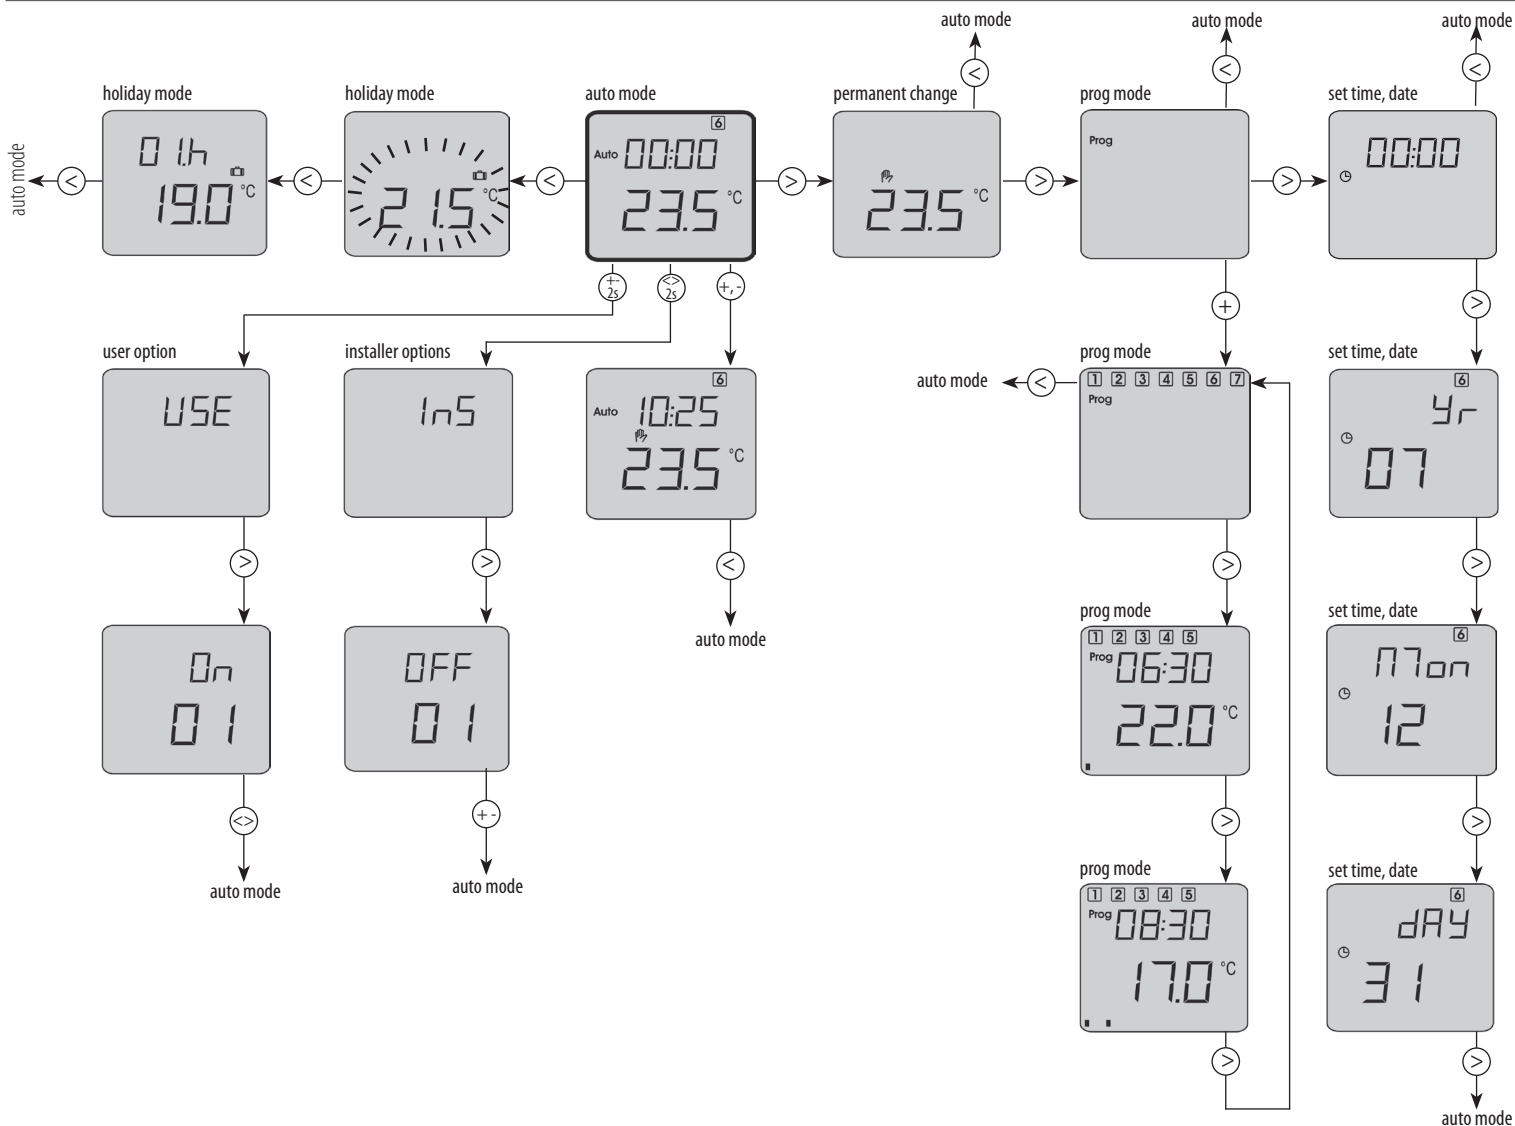 auto mode
auto mode
auto mode
holiday mode
holiday mode
auto mode
permanent change
prog mode
set time, date
<
<
<
auto mode
<
01.h
19.0 °C
<
21.5 °C
<
6
Auto 00:00
23.5 °C
>
23.5 °C
>
Prog
>
00:00
+-
2s
<>
2s
+,-
+
>
user option
installer options
prog mode
set time, date
USE
InS
6
Auto 10:25
23.5 °C
auto mode
<
1 2 3 4 5 6 7
Prog
6
Yr
07
>
>
<
>
>
auto mode
prog mode
set time, date
On
01
OFF
01
1 2 3 4 5
Prog 06:30
22.0 °C
6
Mon
12
<>
+-
>
>
auto mode
auto mode
prog mode
set time, date
1 2 3 4 5
Prog 08:30
17.0 °C
6
dAY
31
>
>
auto mode